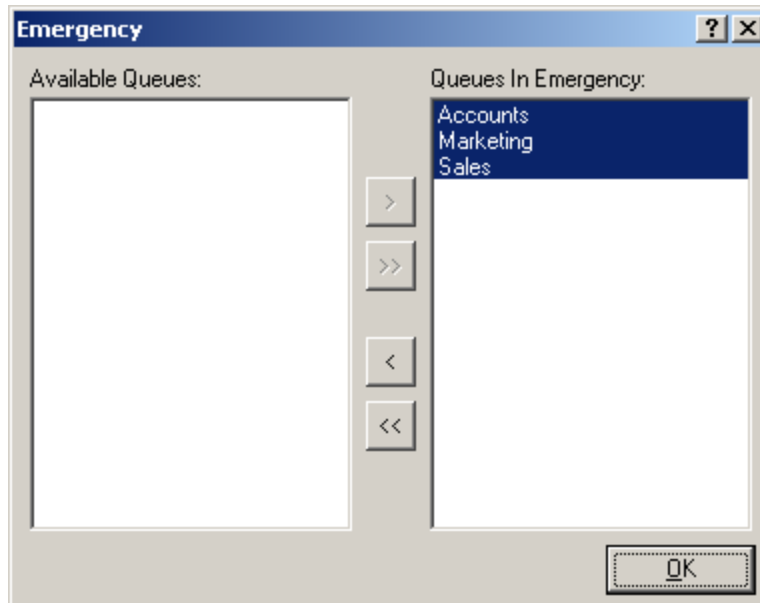 Emergency
Available Queues:
Queues In Emergency:
Accounts
Marketing
Sales
>
>>
<
<<
OK